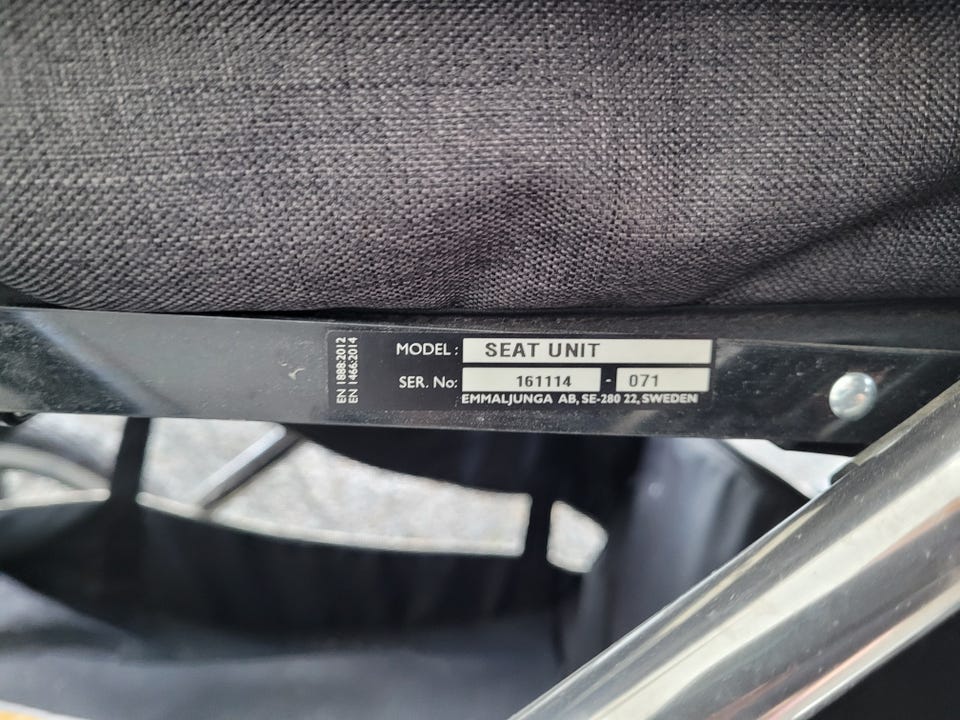 EN 1888:2012
EN 1466:2014
MODEL : SEAT UNIT
SER. No: 161114 - 071
EMMALJUNGA AB, SE-280 22, SWEDEN